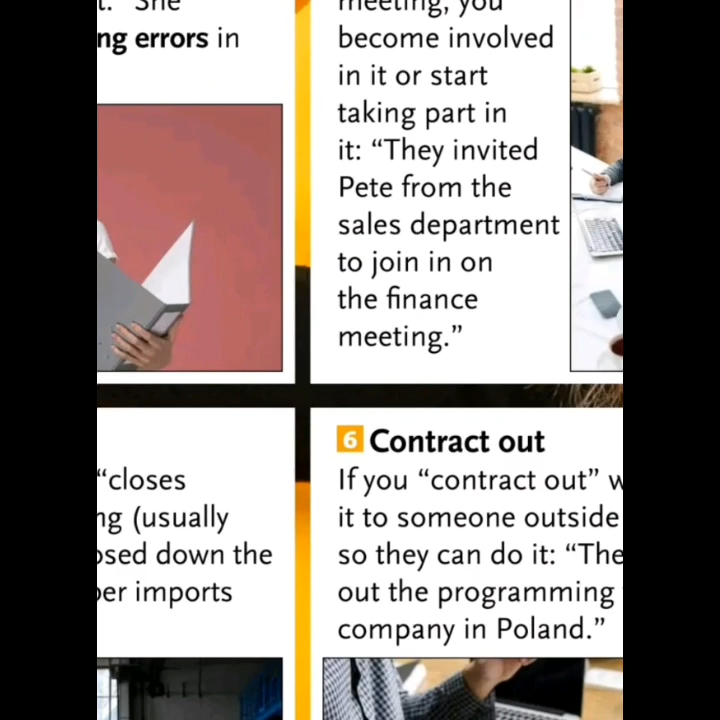 t." She
ng errors in
meeting, you
become involved
in it or start
taking part in
it: “They invited
Pete from the
sales department
to join in on
the finance
meeting.”
“closes
ng (usually
osed down the
per imports
6 Contract out
If you “contract out” w
it to someone outside
so they can do it: “The
out the programming
company in Poland.”